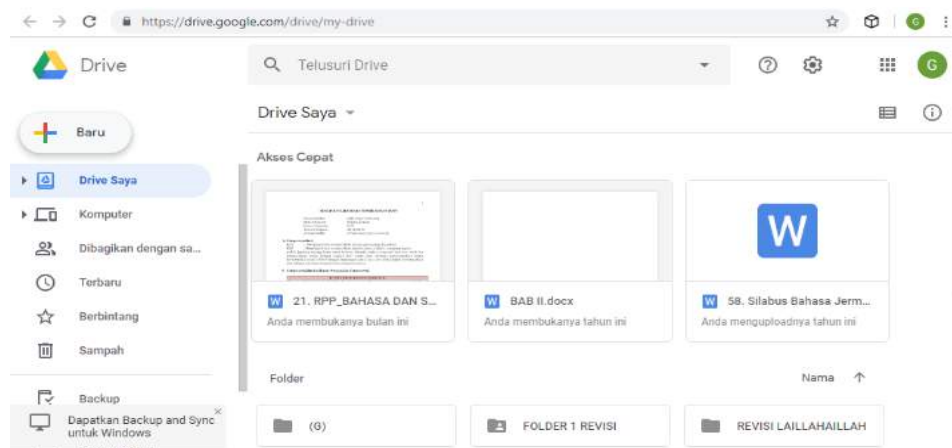 https://drive.google.com/drive/my-drive
G
Drive
Telusuri Drive
G
Baru
Drive Saya
Akses Cepat
Drive Saya
Komputer
Dibagikan dengan sa...
Terbaru
Berbintang
Sampah
Backup
Dapatkan Backup and Sync
untuk Windows
W
21. RPP_BAHASA DAN S...
Anda membukanya bulan ini
BAB II.docx
Anda membukanya tahun ini
58. Silabus Bahasa Jerm...
Anda menguploadnya tahun ini
Folder
Nama
(G)
FOLDER 1 REVISI
REVISI LAILLAHAILLAH